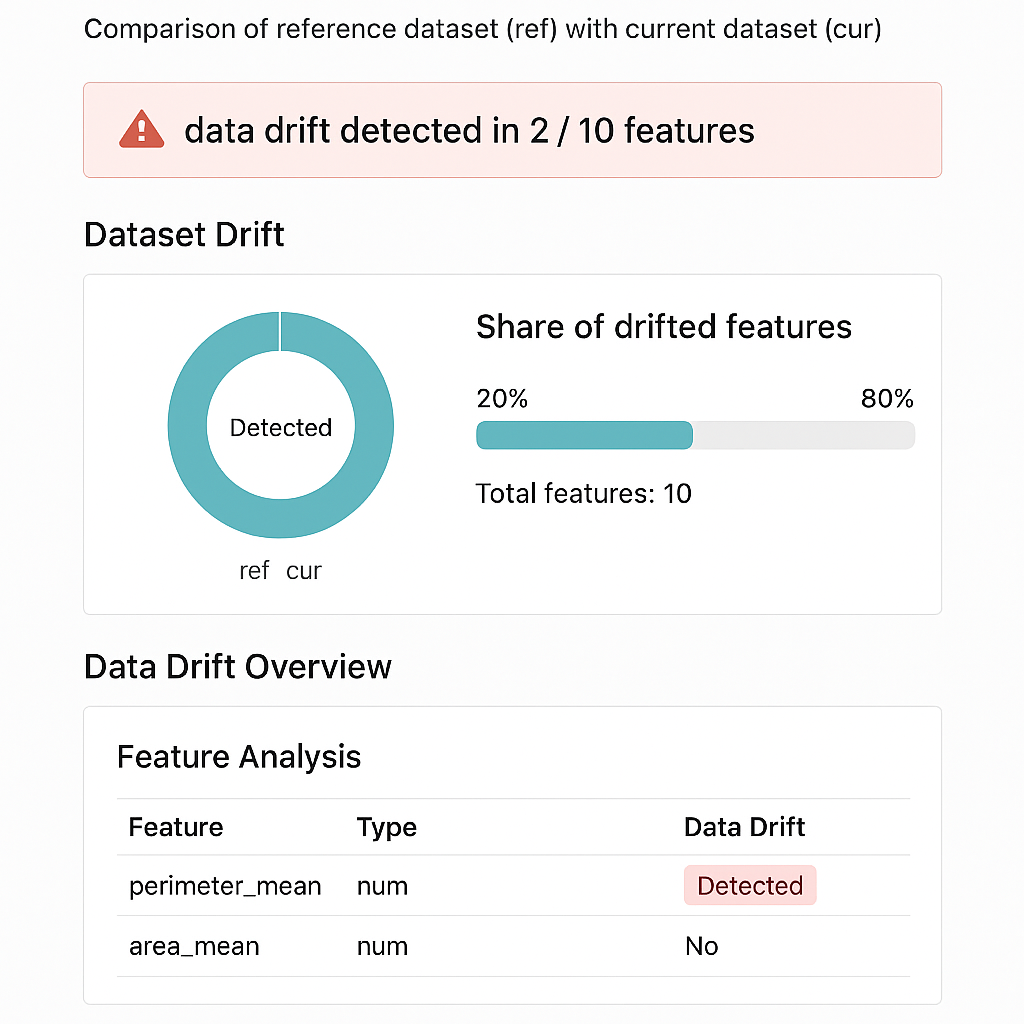 Comparison of reference dataset (ref) with current dataset (cur)
data drift detected in 2 / 10 features
Dataset Drift
Detected
ref cur
Share of drifted features
20% 80%
Total features: 10
Data Drift Overview
Feature Analysis
Feature Type Data Drift
perimeter_mean num Detected
area_mean num No